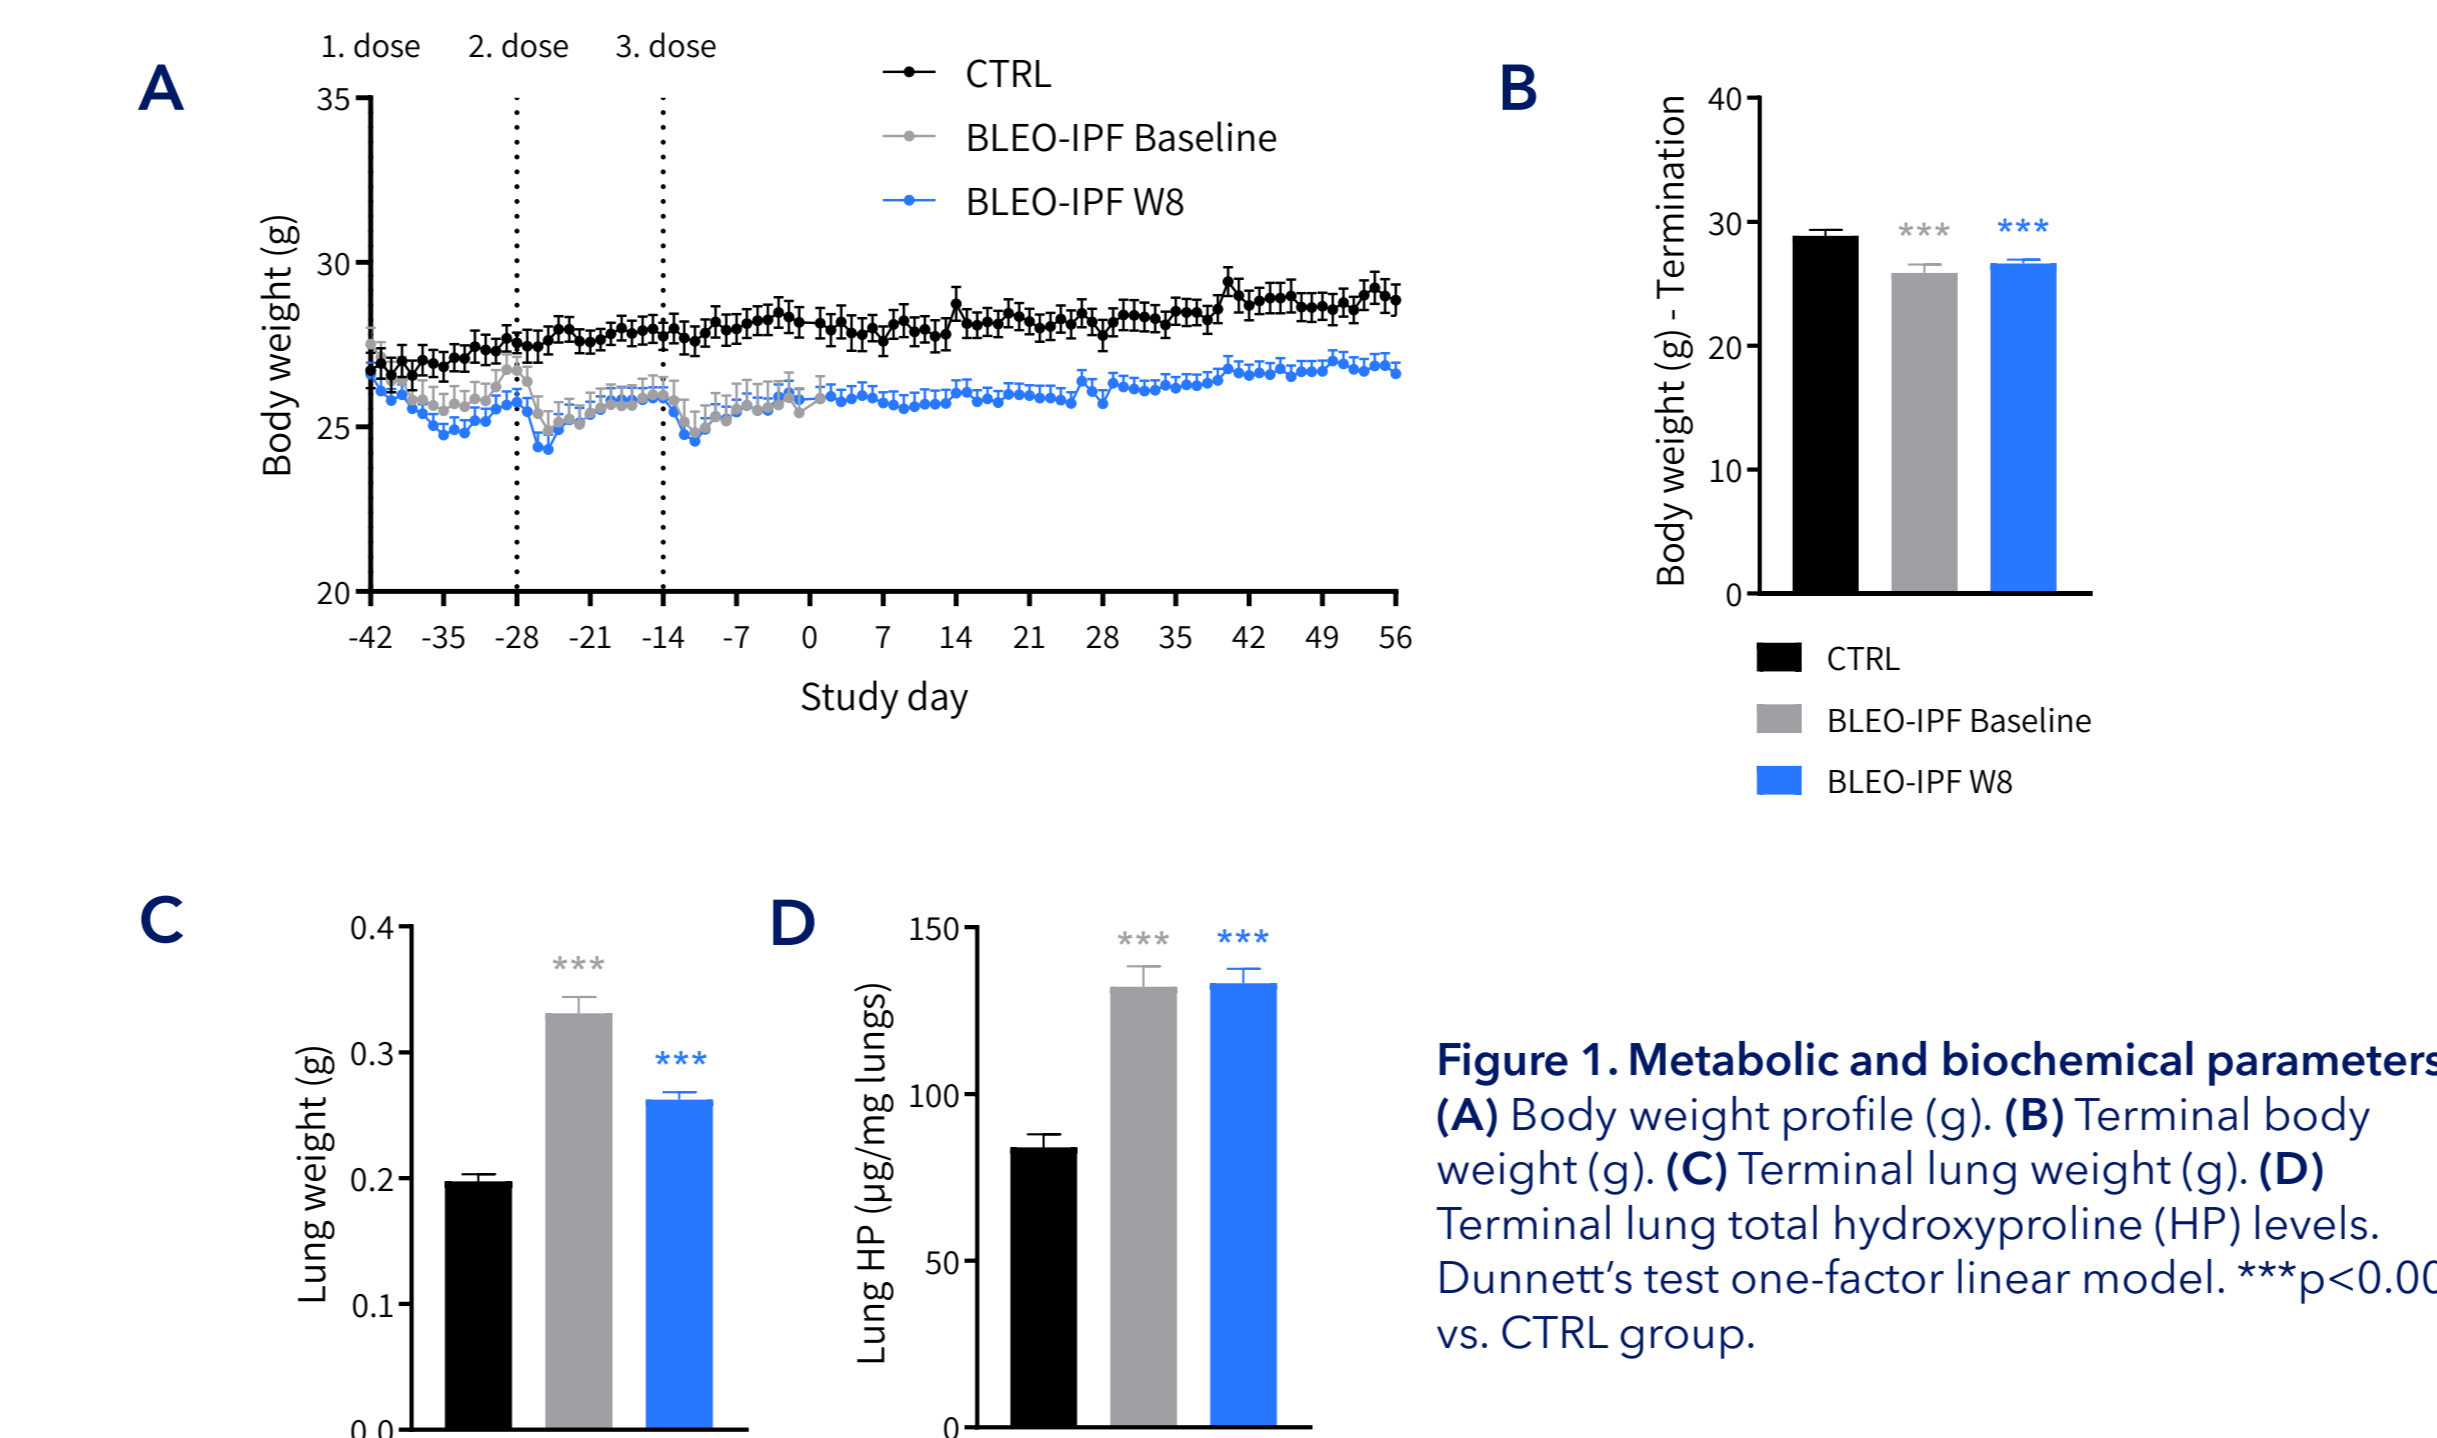 A
1. dose 2. dose 3. dose
CTRL
BLEO-IPF Baseline
BLEO-IPF W8
Body weight (g)
35
30
25
20
-42 -35 -28 -21 -14 -7 0 7 14 21 28 35 42 49 56
Study day
B
Body weight (g) - Termination
40
30
20
10
0
*** ***
CTRL
BLEO-IPF Baseline
BLEO-IPF W8
C
Lung weight (g)
0.4
0.3
0.2
0.1
0.0
***
***
D
Lung HP (µg/mg lungs)
150
100
50
0
*** ***
Figure 1. Metabolic and biochemical parameters
(A) Body weight profile (g). (B) Terminal body
weight (g). (C) Terminal lung weight (g). (D)
Terminal lung total hydroxyproline (HP) levels.
Dunnett’s test one-factor linear model. ***p<0.00
vs. CTRL group.